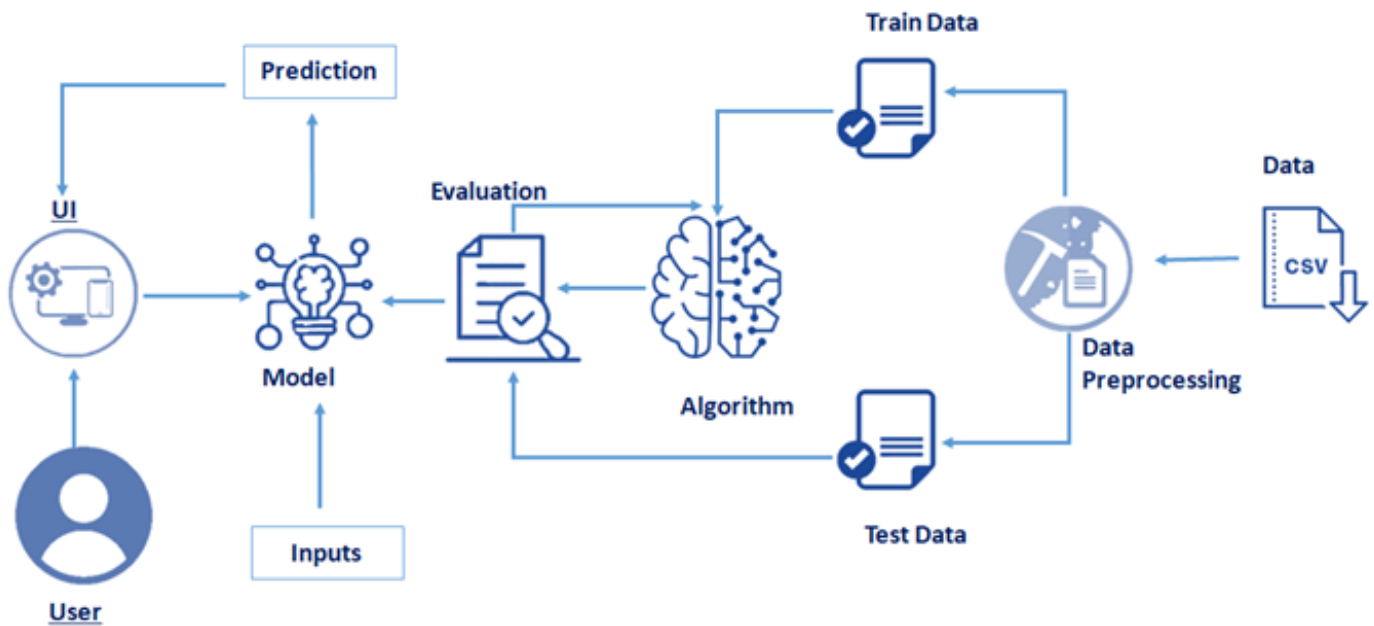 Train Data
Prediction
Data
Evaluation
UI
CSV
Data
Preprocessing
Model
Algorithm
Test Data
Inputs
User